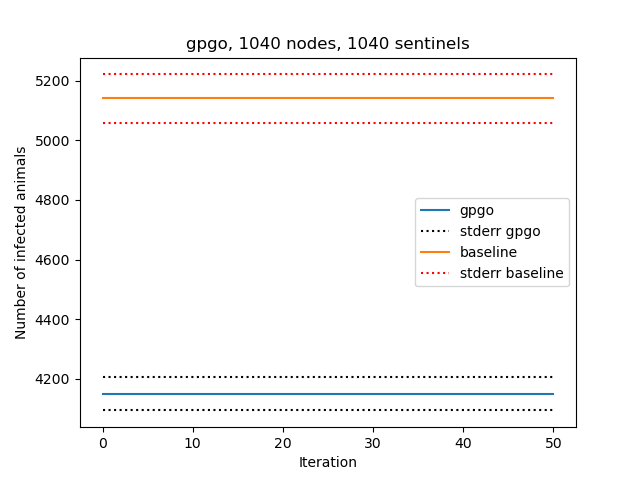 gpgo, 1040 nodes, 1040 sentinels
Number of infected animals
5200
5000
4800
4600
4400
4200
gpgo
stderr gpgo
baseline
stderr baseline
0 10 20 30 40 50
Iteration